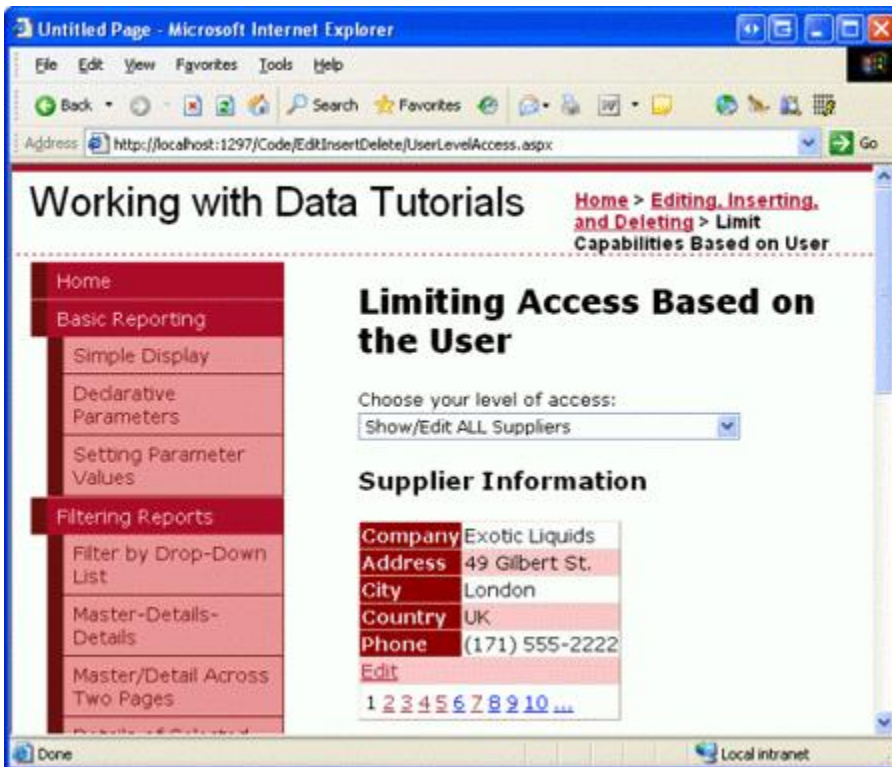 Untitled Page - Microsoft Internet Explorer
File Edit View Favorites Tools Help
Back Search Favorites
Address http://localhost:1297/Code/EditInsertDelete/UserLevelAccess.aspx Go
Working with Data Tutorials
Home > Editing, Inserting,
and Deleting > Limit
Capabilities Based on User
Home
Basic Reporting
Simple Display
Declarative
Parameters
Setting Parameter
Values
Filtering Reports
Filter by Drop-Down
List
Master-Details-
Details
Master/Detail Across
Two Pages
Limiting Access Based on
the User
Choose your level of access:
Show/Edit ALL Suppliers
Supplier Information
Company Exotic Liquids
Address 49 Gilbert St.
City London
Country UK
Phone (171) 555-2222
Edit
1 2 3 4 5 6 7 8 9 10 ...
Done
Local intranet